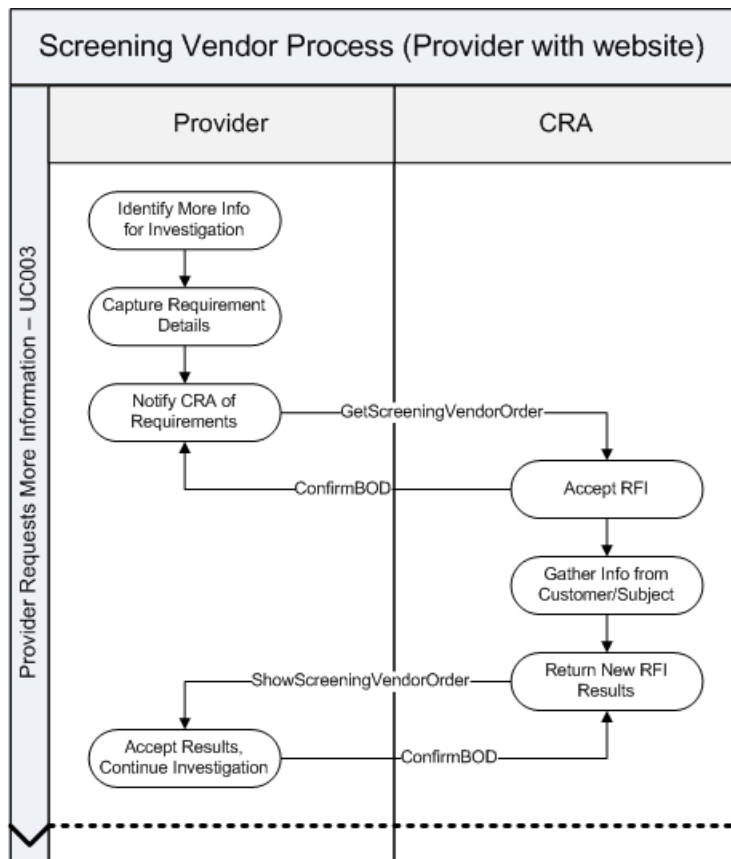 Screening Vendor Process (Provider with website)
Provider
CRA
Provider Requests More Information – UC003
Identify More Info
for Investigation
Capture Requirement
Details
Notify CRA of
Requirements
GetScreeningVendorOrder
ConfirmBOD
Accept RFI
Gather Info from
Customer/Subject
Return New RFI
Results
ShowScreeningVendorOrder
Accept Results,
Continue Investigation
ConfirmBOD